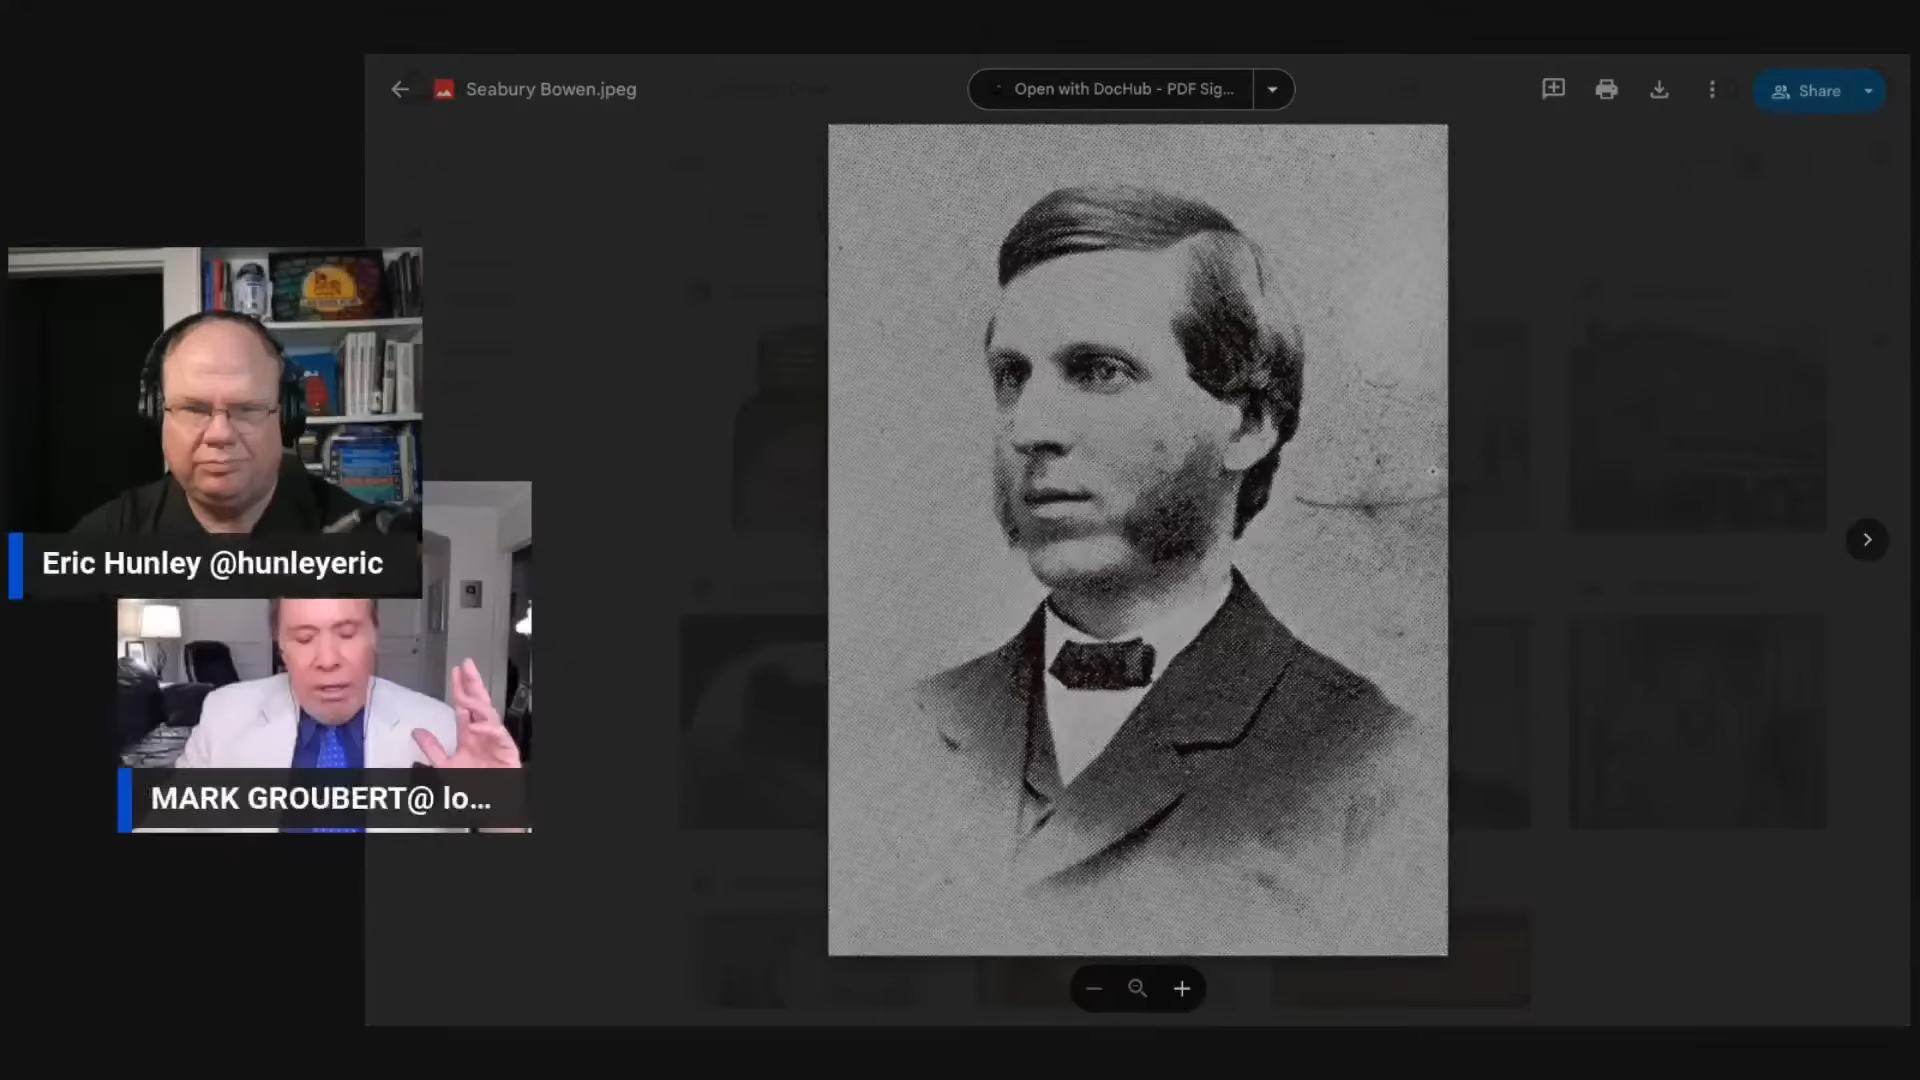 Seabury Bowen.jpeg
Open with DocHub - PDF Sig...
Share
Eric Hunley @hunleyeric
MARK GROUBERT@ lo...